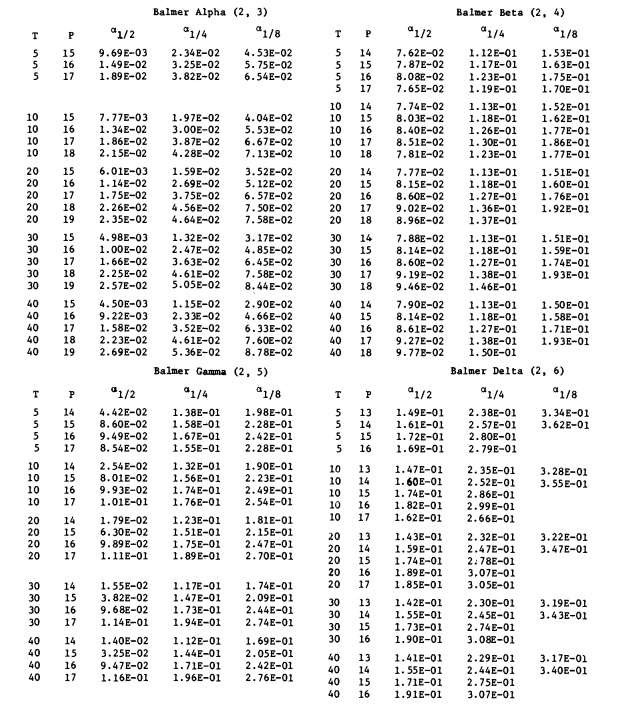 Balmer Alpha (2, 3)
T P α1/2 α1/4 α1/8
5 15 9.69E-03 2.34E-02 4.53E-02
5 16 1.49E-02 3.25E-02 5.75E-02
5 17 1.89E-02 3.82E-02 6.54E-02
10 15 7.77E-03 1.97E-02 4.04E-02
10 16 1.34E-02 3.00E-02 5.53E-02
10 17 1.86E-02 3.87E-02 6.67E-02
10 18 2.15E-02 4.28E-02 7.13E-02
20 15 6.01E-03 1.59E-02 3.52E-02
20 16 1.14E-02 2.69E-02 5.12E-02
20 17 1.75E-02 3.75E-02 6.57E-02
20 18 2.26E-02 4.56E-02 7.50E-02
20 19 2.35E-02 4.64E-02 7.58E-02
30 15 4.98E-03 1.32E-02 3.17E-02
30 16 1.00E-02 2.47E-02 4.85E-02
30 17 1.66E-02 3.63E-02 6.45E-02
30 18 2.25E-02 4.61E-02 7.58E-02
30 19 2.57E-02 5.05E-02 8.44E-02
40 15 4.50E-03 1.15E-02 2.90E-02
40 16 9.22E-03 2.33E-02 4.66E-02
40 17 1.58E-02 3.52E-02 6.33E-02
40 18 2.23E-02 4.61E-02 7.60E-02
40 19 2.69E-02 5.36E-02 8.78E-02
Balmer Beta (2, 4)
T P α1/2 α1/4 α1/8
5 14 7.62E-02 1.12E-01 1.53E-01
5 15 7.87E-02 1.17E-01 1.63E-01
5 16 8.08E-02 1.23E-01 1.75E-01
5 17 7.65E-02 1.19E-01 1.70E-01
10 14 7.74E-02 1.13E-01 1.52E-01
10 15 8.03E-02 1.18E-01 1.62E-01
10 16 8.40E-02 1.26E-01 1.77E-01
10 17 8.51E-02 1.30E-01 1.86E-01
10 18 7.81E-02 1.23E-01 1.77E-01
20 14 7.77E-02 1.13E-01 1.51E-01
20 15 8.15E-02 1.18E-01 1.60E-01
20 16 8.60E-02 1.27E-01 1.76E-01
20 17 9.02E-02 1.36E-01 1.92E-01
20 18 8.96E-02 1.37E-01
30 14 7.88E-02 1.13E-01 1.51E-01
30 15 8.14E-02 1.18E-01 1.59E-01
30 16 8.60E-02 1.27E-01 1.74E-01
30 17 9.19E-02 1.38E-01 1.93E-01
30 18 9.46E-02 1.46E-01
40 14 7.90E-02 1.13E-01 1.50E-01
40 15 8.14E-02 1.18E-01 1.58E-01
40 16 8.61E-02 1.27E-01 1.71E-01
40 17 9.27E-02 1.38E-01 1.93E-01
40 18 9.77E-02 1.50E-01
Balmer Gamma (2, 5)
T P α1/2 α1/4 α1/8
5 14 4.42E-02 1.38E-01 1.98E-01
5 15 8.60E-02 1.58E-01 2.28E-01
5 16 9.49E-02 1.67E-01 2.42E-01
5 17 8.54E-02 1.55E-01 2.28E-01
10 14 2.54E-02 1.32E-01 1.90E-01
10 15 8.01E-02 1.56E-01 2.23E-01
10 16 9.93E-02 1.74E-01 2.49E-01
10 17 1.01E-01 1.76E-01 2.54E-01
20 14 1.79E-02 1.23E-01 1.81E-01
20 15 6.30E-02 1.51E-01 2.15E-01
20 16 9.89E-02 1.75E-01 2.47E-01
20 17 1.11E-01 1.89E-01 2.70E-01
30 14 1.55E-02 1.17E-01 1.74E-01
30 15 3.82E-02 1.47E-01 2.09E-01
30 16 9.68E-02 1.73E-01 2.44E-01
30 17 1.14E-01 1.94E-01 2.74E-01
40 14 1.40E-02 1.12E-01 1.69E-01
40 15 3.25E-02 1.44E-01 2.05E-01
40 16 9.47E-02 1.71E-01 2.42E-01
40 17 1.16E-01 1.96E-01 2.76E-01
Balmer Delta (2, 6)
T P α1/2 α1/4 α1/8
5 13 1.49E-01 2.38E-01 3.34E-01
5 14 1.61E-01 2.57E-01 3.62E-01
5 15 1.72E-01 2.80E-01
5 16 1.69E-01 2.79E-01
10 13 1.47E-01 2.35E-01 3.28E-01
10 14 1.60E-01 2.52E-01 3.55E-01
10 15 1.74E-01 2.86E-01
10 16 1.82E-01 2.99E-01
10 17 1.62E-01 2.66E-01
20 13 1.43E-01 2.32E-01 3.22E-01
20 14 1.59E-01 2.47E-01 3.47E-01
20 15 1.74E-01 2.78E-01
20 16 1.89E-01 3.07E-01
20 17 1.85E-01 3.05E-01
30 13 1.42E-01 2.30E-01 3.19E-01
30 14 1.55E-01 2.45E-01 3.43E-01
30 15 1.73E-01 2.74E-01
30 16 1.90E-01 3.08E-01
40 13 1.41E-01 2.29E-01 3.17E-01
40 14 1.55E-01 2.44E-01 3.40E-01
40 15 1.71E-01 2.75E-01
40 16 1.91E-01 3.07E-01